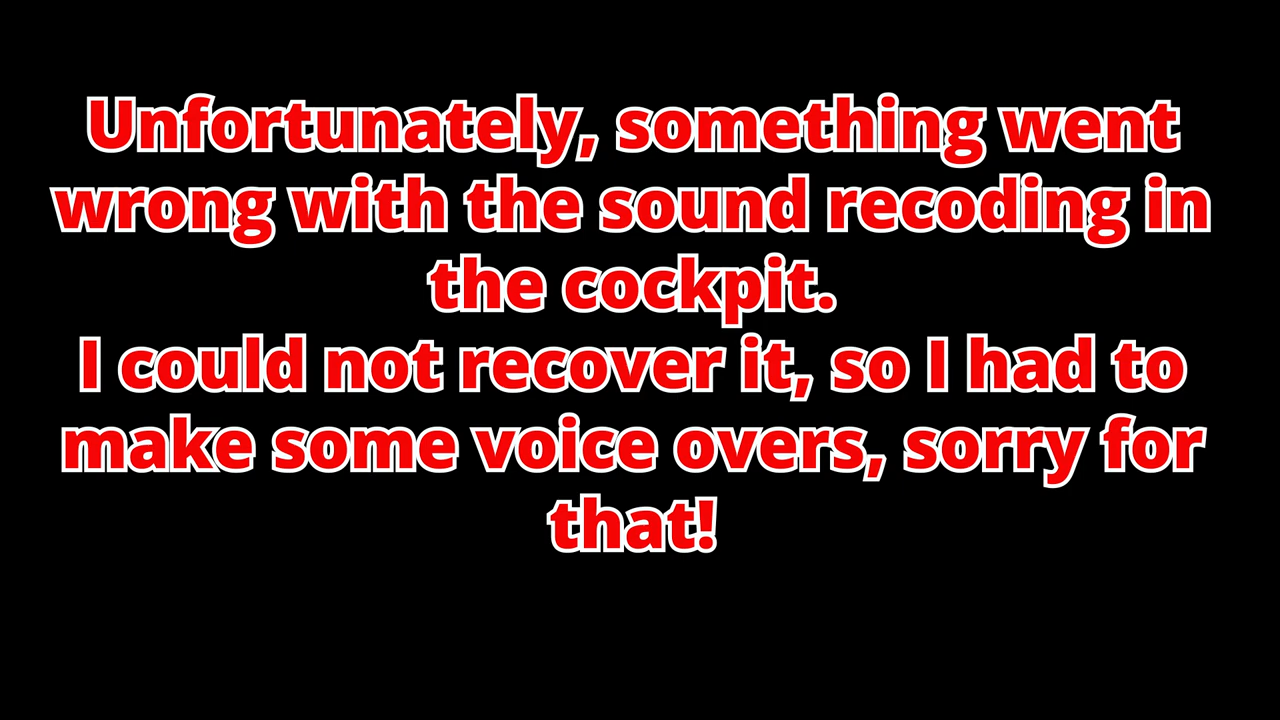 Unfortunately, something went
wrong with the sound recoding in
the cockpit.
I could not recover it, so I had to
make some voice overs, sorry for
that!